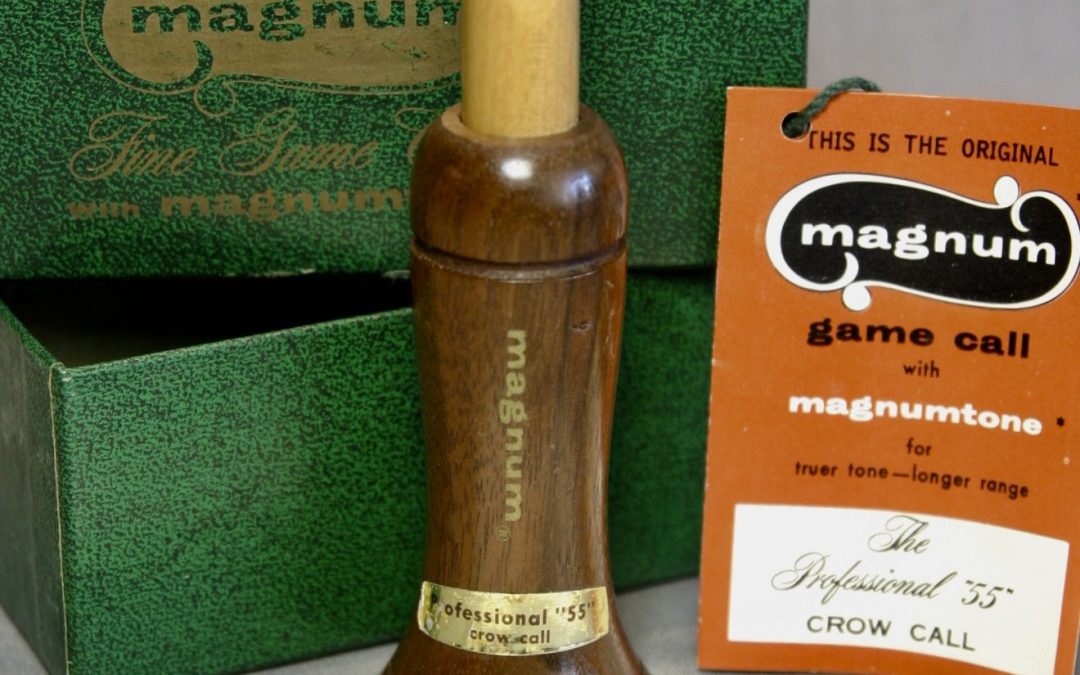 magnum
Fine Game
with magnum
magnum®
Professional "55"
crow call
THIS IS THE ORIGINAL
magnum *
game call
with
magnumtone *
for
truer tone—longer range
The
Professional "55"
CROW CALL